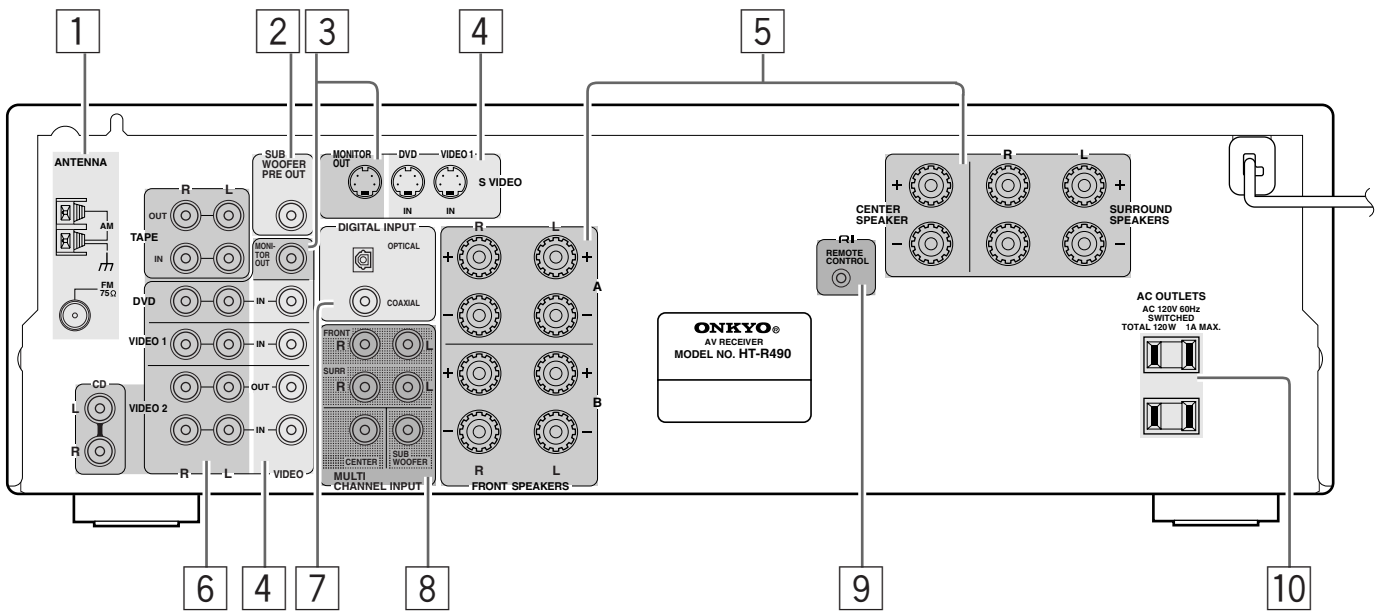 1
2
3
4
5
ANTENNA
AM
FM
75Ω
R L
OUT
TAPE
IN
DVD
VIDEO 1
CD
L
R
VIDEO 2
R L VIDEO
SUB
WOOFER
PRE OUT
MONI-
TOR
OUT
IN
IN
OUT
IN
MONITOR
OUT
DVD
VIDEO 1
S VIDEO
IN
IN
DIGITAL INPUT
OPTICAL
COAXIAL
FRONT
R L
SURR
R L
CENTER
SUB
WOOFER
MULTI
CHANNEL INPUT
R L
+ +
A
– –
+ +
B
– –
R L
FRONT SPEAKERS
ONKYO®
AV RECEIVER
MODEL NO. HT-R490
RI
REMOTE
CONTROL
R L
+ +
CENTER
SPEAKER
SURROUND
SPEAKERS
– –
AC OUTLETS
AC 120V 60Hz
SWITCHED
TOTAL 120W 1A MAX.
6
4
7
8
9
10